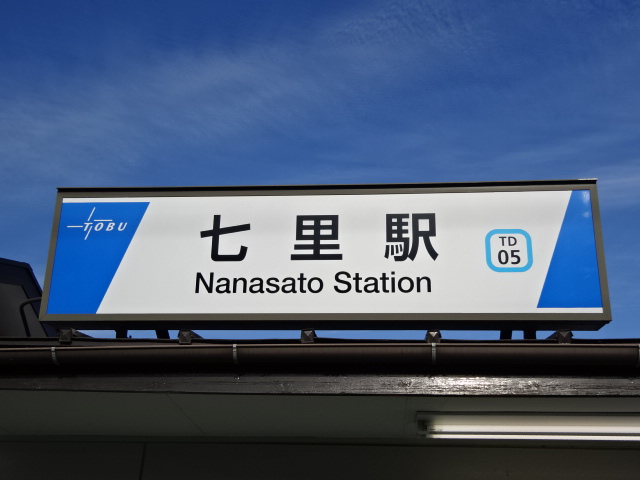 TOBU
七里駅
Nanasato Station
TD
05